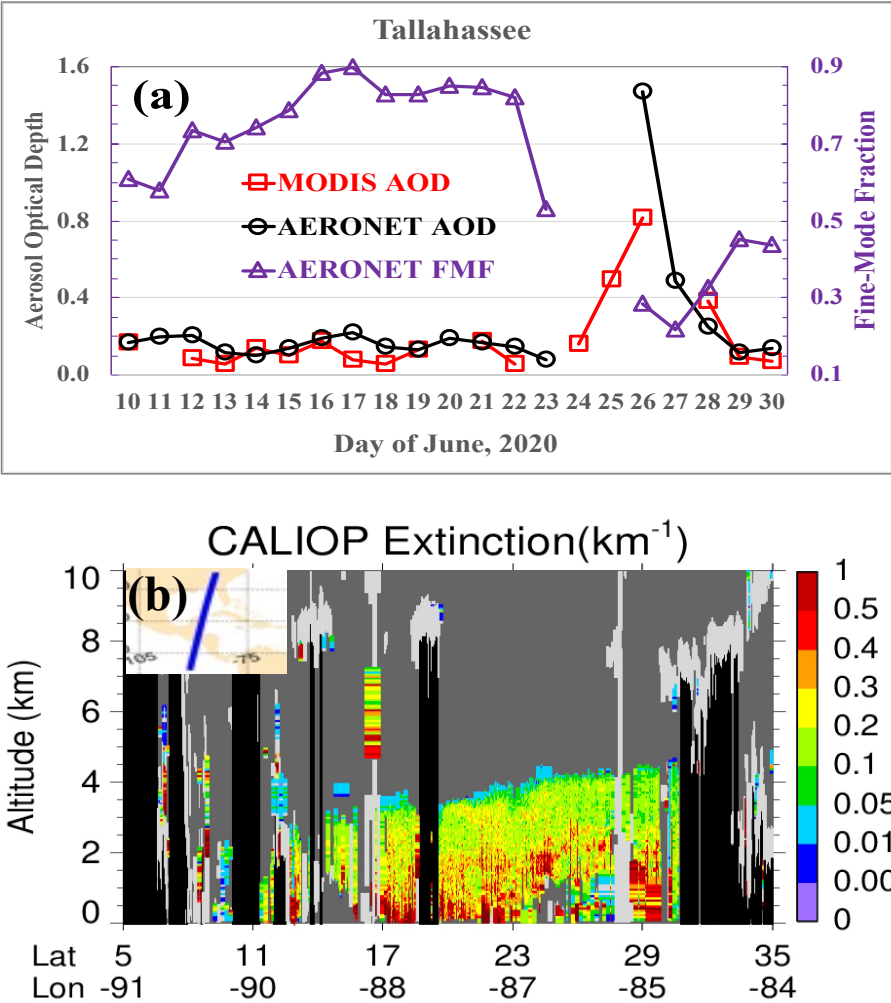 Tallahassee
(a)
1.6
1.2
0.8
0.4
0.0
Aerosol Optical Depth
0.9
0.7
0.5
0.3
0.1
Fine-Mode Fraction
MODIS AOD
AERONET AOD
AERONET FMF
10 11 12 13 14 15 16 17 18 19 20 21 22 23 24 25 26 27 28 29 30
Day of June, 2020
CALIOP Extinction(km-1)
(b)
105 -75
10
8
6
4
2
0
Altitude (km)
1
0.5
0.4
0.3
0.2
0.1
0.05
0.01
0.00
0
Lat 5 11 17 23 29 35
Lon -91 -90 -88 -87 -85 -84